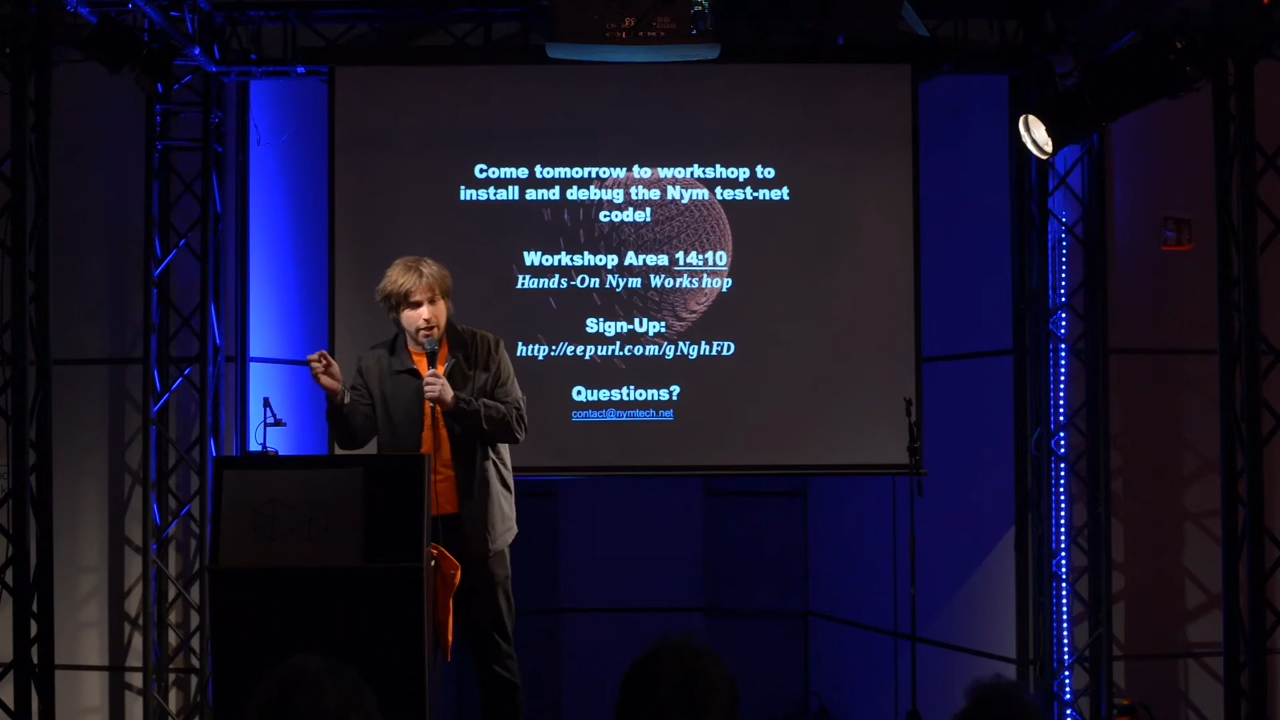 Come tomorrow to workshop to
install and debug the Nym test-net
code!
Workshop Area 14:10
Hands-On Nym Workshop
Sign-Up:
http://eepurl.com/gNghFD
Questions?
contact@nymtech.net